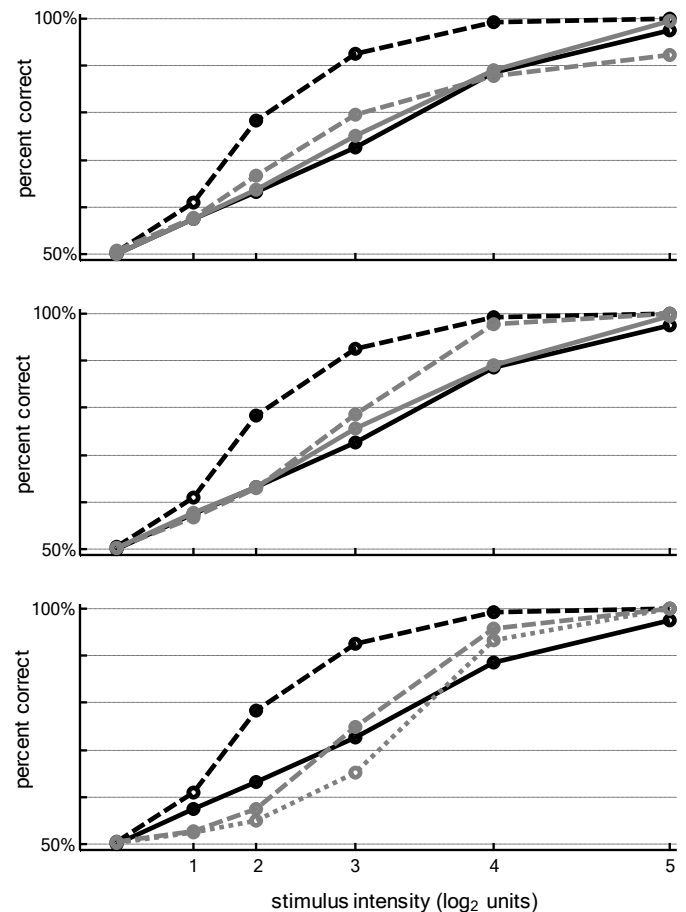 100%
percent correct
50%
100%
percent correct
50%
100%
percent correct
50%
1 2 3 4 5
stimulus intensity (log₂ units)